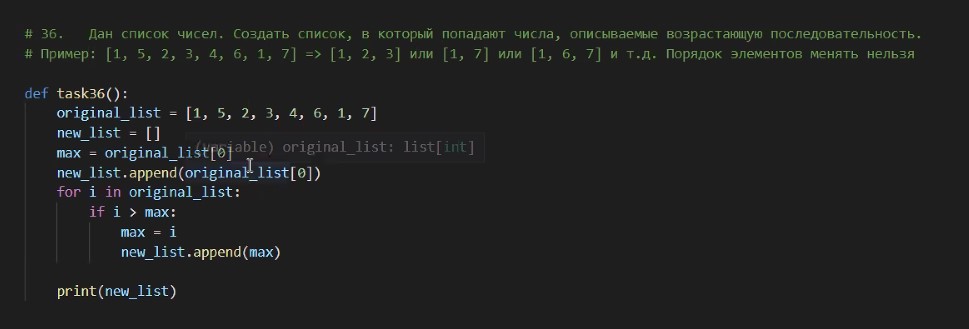 # 36.   Дан список чисел. Создать список, в который попадают числа, описываемые возрастающую последовательность.
# Пример: [1, 5, 2, 3, 4, 6, 1, 7] => [1, 2, 3] или [1, 7] или [1, 6, 7] и т.д. Порядок элементов менять нельзя
def task36():
    original_list = [1, 5, 2, 3, 4, 6, 1, 7]
    new_list = []
(variable) original_list: list[int]
    max = original_list[0]
    new_list.append(original_list[0])
    for i in original_list:
        if i > max:
            max = i
            new_list.append(max)
    print(new_list)